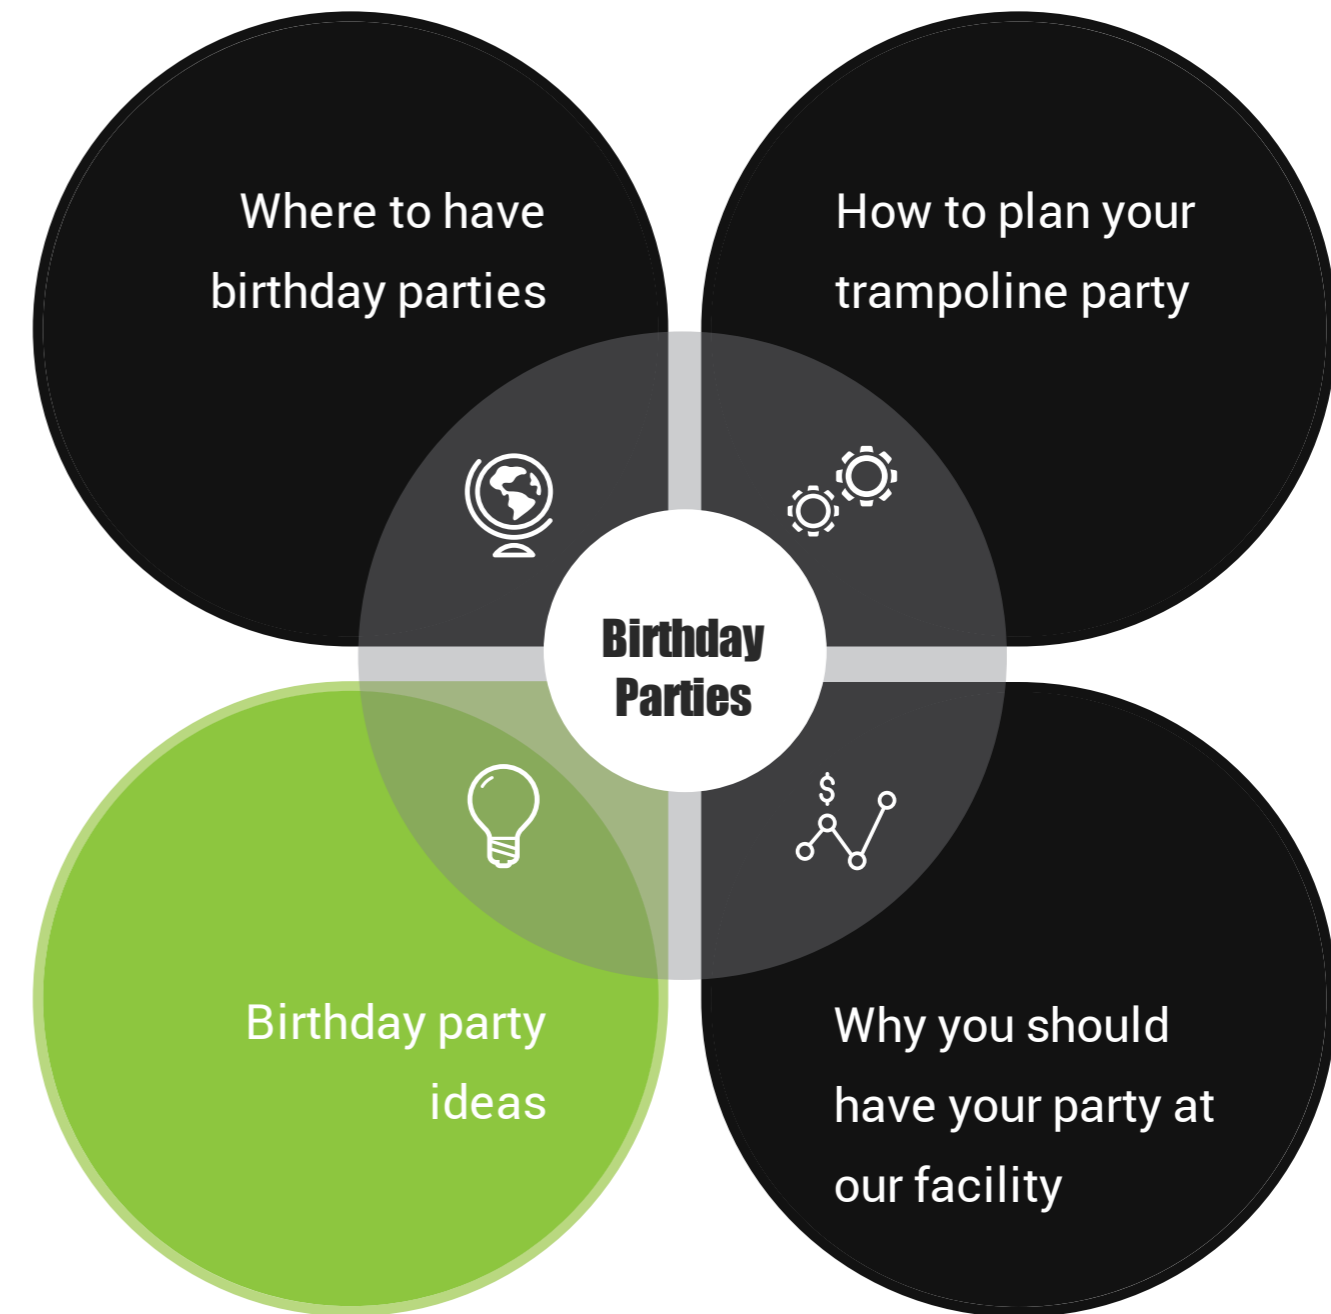 Where to have
birthday parties
How to plan your
trampoline party
$
Birthday
Parties
Birthday party
ideas
Why you should
have your party at
our facility